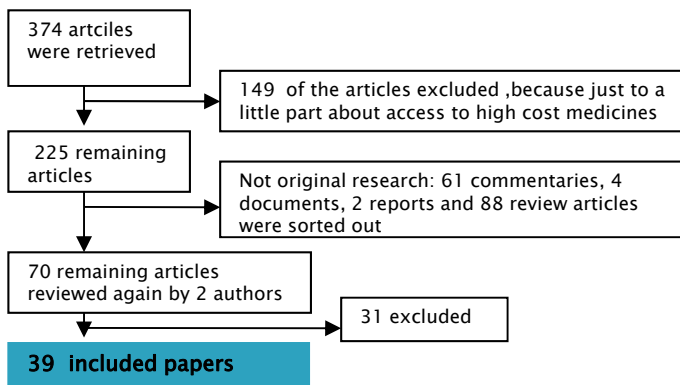 374 artciles
were retrieved
149  of the articles excluded ,because just to a
little part about access to high cost medicines
225 remaining
articles
Not original research: 61 commentaries, 4
documents, 2 reports and 88 review articles
were sorted out
70 remaining articles
reviewed again by 2 authors
31 excluded
39  included papers